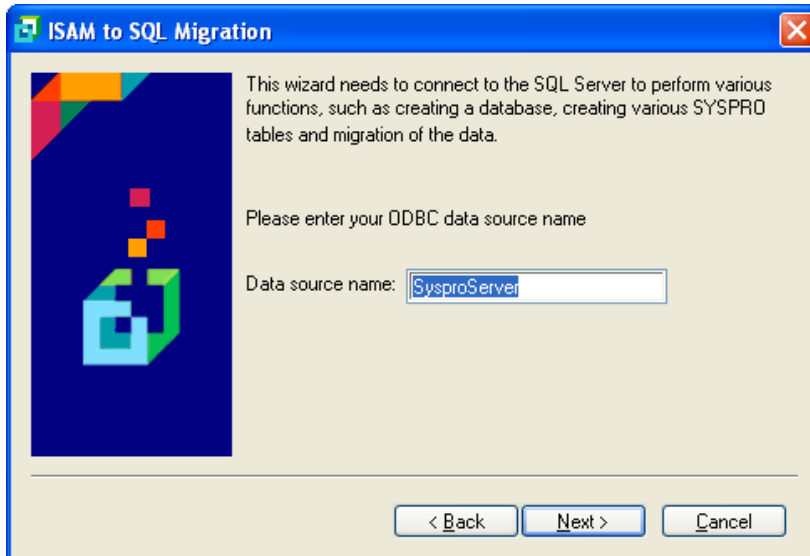 ISAM to SQL Migration
This wizard needs to connect to the SQL Server to perform various
functions, such as creating a database, creating various SYSPRO
tables and migration of the data.
Please enter your ODBC data source name
Data source name: SysproServer
< Back Next > Cancel